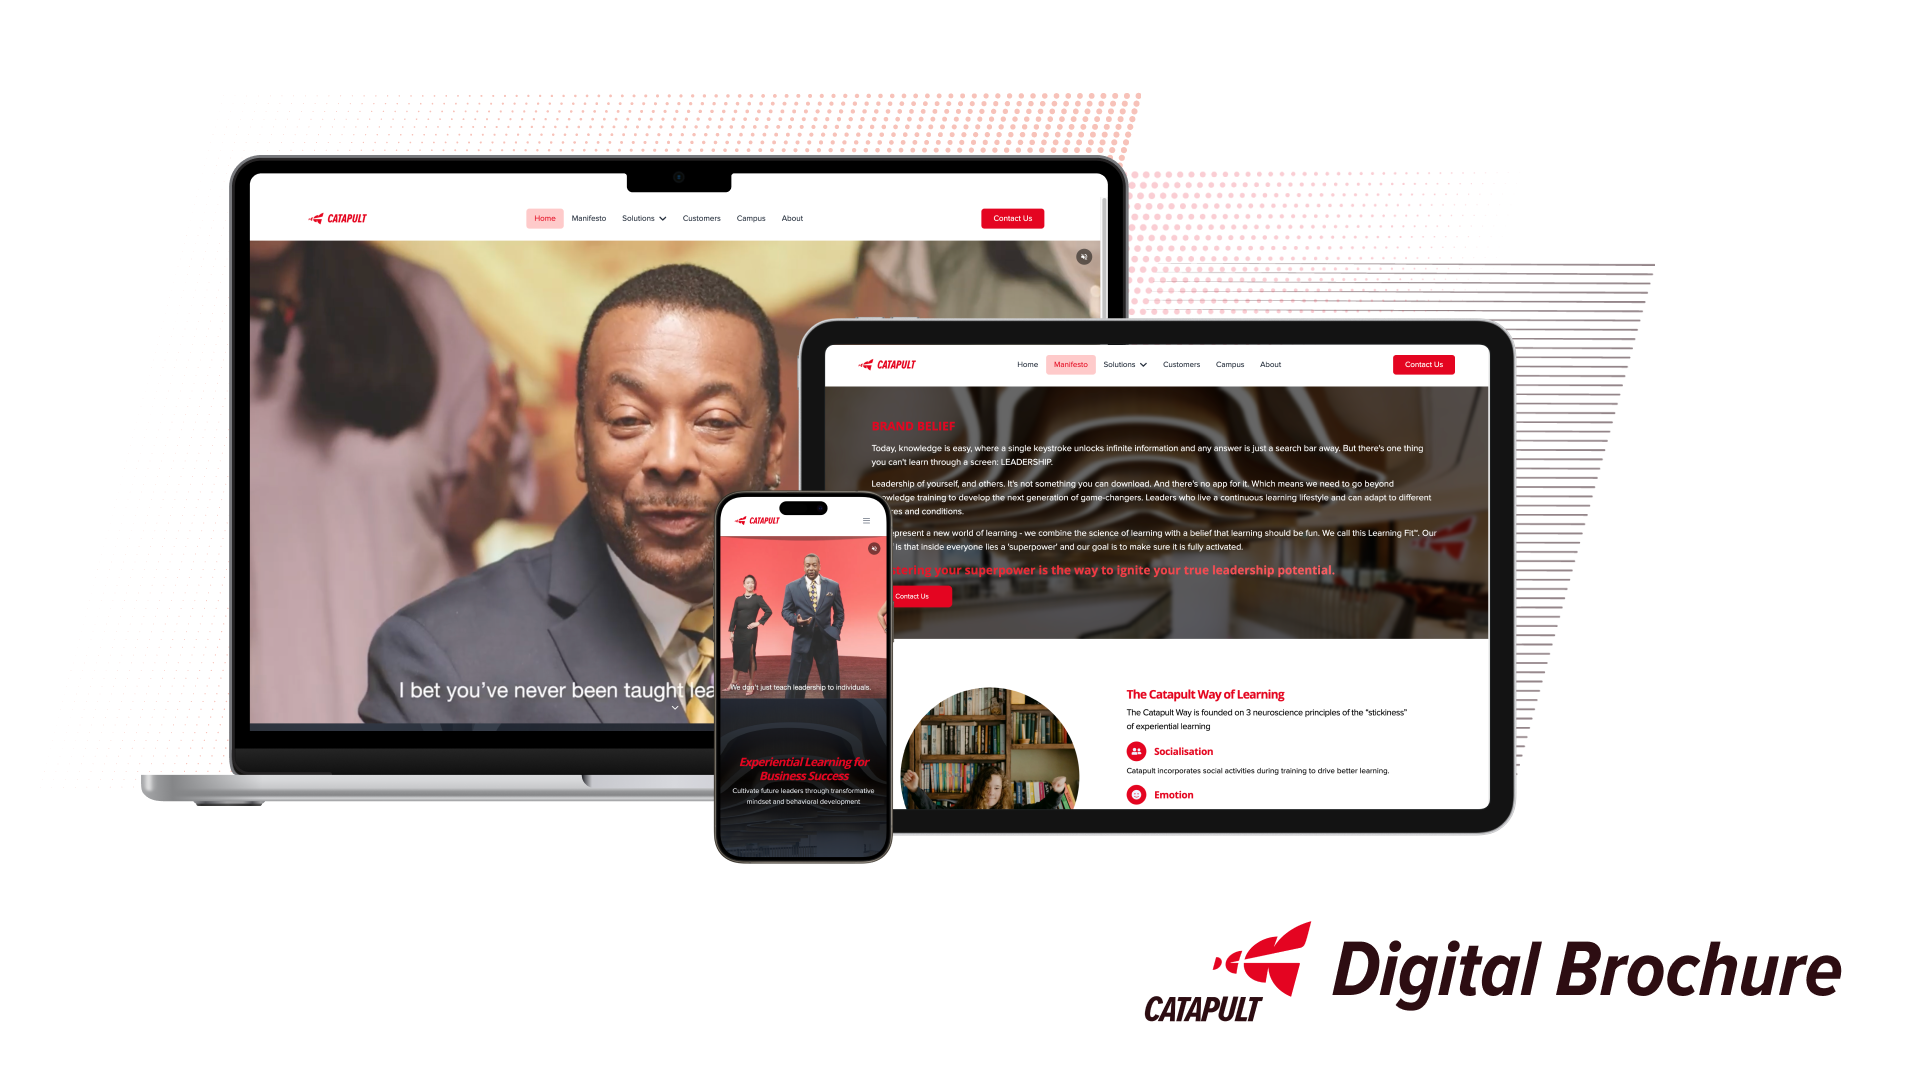 CATAPULT
Home Manifesto Solutions Customers Campus About
Contact Us
I bet you've never been taught
CATAPULT
Home Manifesto Solutions Customers Campus About
Contact Us
BRAND BELIEF
Today, knowledge is easy, where a single keystroke unlocks infinite information and any answer is just a search bar away. But there's one thing
you can't learn through a screen: LEADERSHIP.
Leadership of yourself, and others. It's not something you can download. And there's no app for it. Which means we need to go beyond
training to develop the next generation of game-changers. Leaders who live a continuous learning lifestyle and can adapt to different
and conditions.
a new world of learning - we combine the science of learning with a belief that learning should be fun. We call this Learning Fit™. Our
is that inside everyone lies a 'superpower' and our goal is to make sure it is fully activated.
your superpower is the way to ignite your true leadership potential.
Contact Us
The Catapult Way of Learning
The Catapult Way is founded on 3 neuroscience principles of the "stickiness"
of experiential learning
Socialisation
Catapult incorporates social activities during training to drive better learning.
Emotion
CATAPULT
We don't just teach leadership to individuals.
Experiential Learning for
Business Success
Cultivate future leaders through transformative
mindset and behavioral development
CATAPULT
Digital Brochure